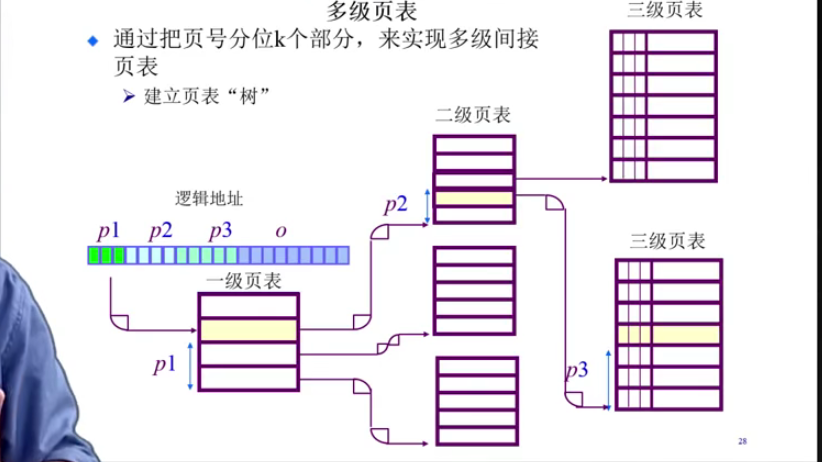 多级页表
通过把页号分位k个部分，来实现多级间接
页表
建立页表“树”
三级页表
二级页表
逻辑地址
p1 p2 p3 o
一级页表
p1
p2
三级页表
p3
28